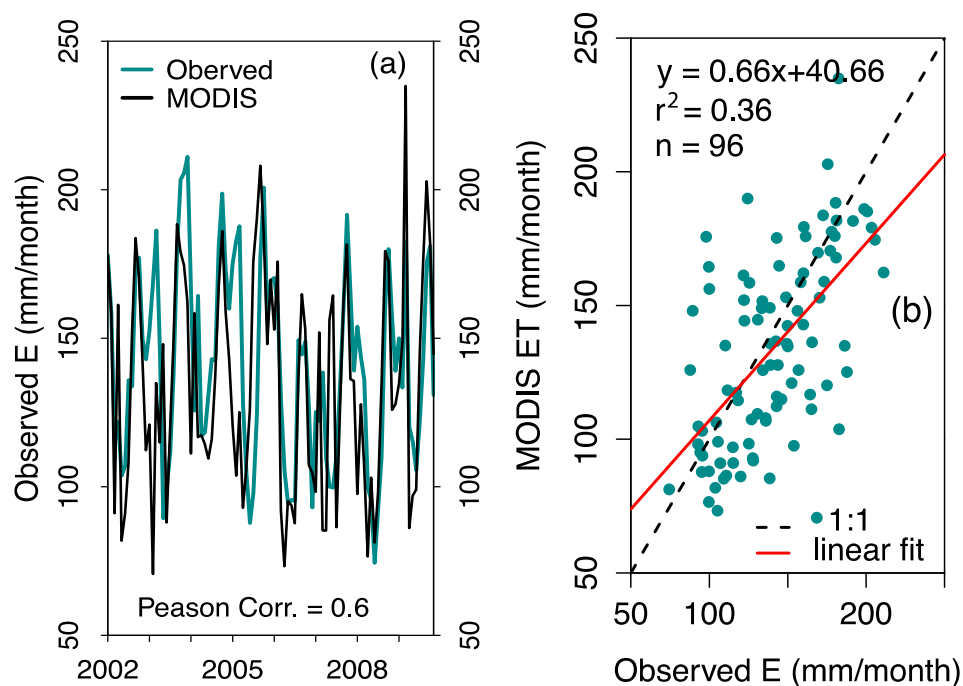 (a)
Oberved
MODIS
Peason Corr. = 0.6
Observed E (mm/month)
50
100
150
200
250
50
100
150
200
250
2002
2005
2008
(b)
y = 0.66x+40.66
r² = 0.36
n = 96
1:1
linear fit
MODIS ET (mm/month)
50
100
150
200
250
50
100
200
Observed E (mm/month)